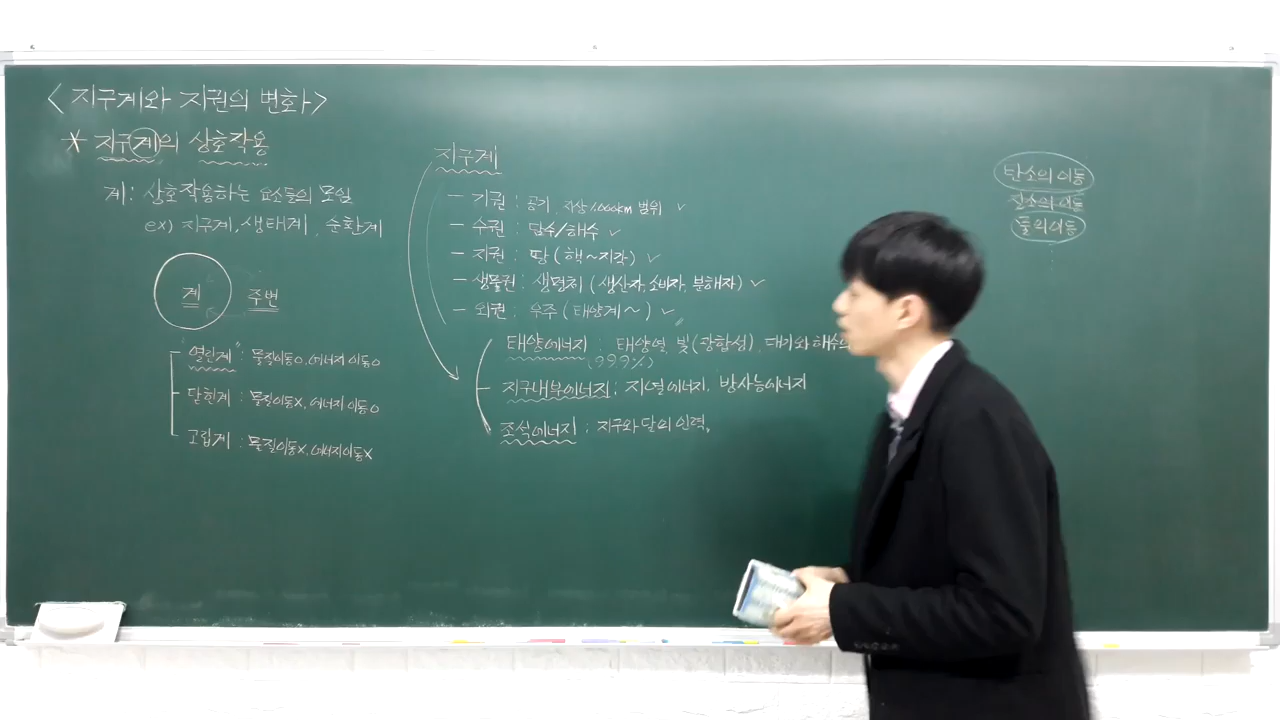 <지구계와 지권의 변화>
* 지구계의 상호작용
계: 상호작용하는 요소들의 모임
ex) 지구계, 생태계, 순환계
계 주변
"열린계": 물질이동o, 에너지 이동o
닫힌계: 물질이동x, 에너지 이동o
고립계: 물질이동x, 에너지이동x
지구계
- 기권: 공기, 지상 1000km 범위 ✓
- 수권: 담수/해수 ✓
- 지권: 땅(핵~지각) ✓
- 생물권: 생명체(생산자, 소비자, 분해자) ✓
- 외권: 우주(태양계~) ✓
태양에너지: 태양열, 빛(광합성), 대기와 해수의
(99.9%)
지구내부에너지: 지열에너지, 방사능에너지
조석에너지: 지구와 달의 인력,
탄소의 이동
질소의 이동
물의 이동